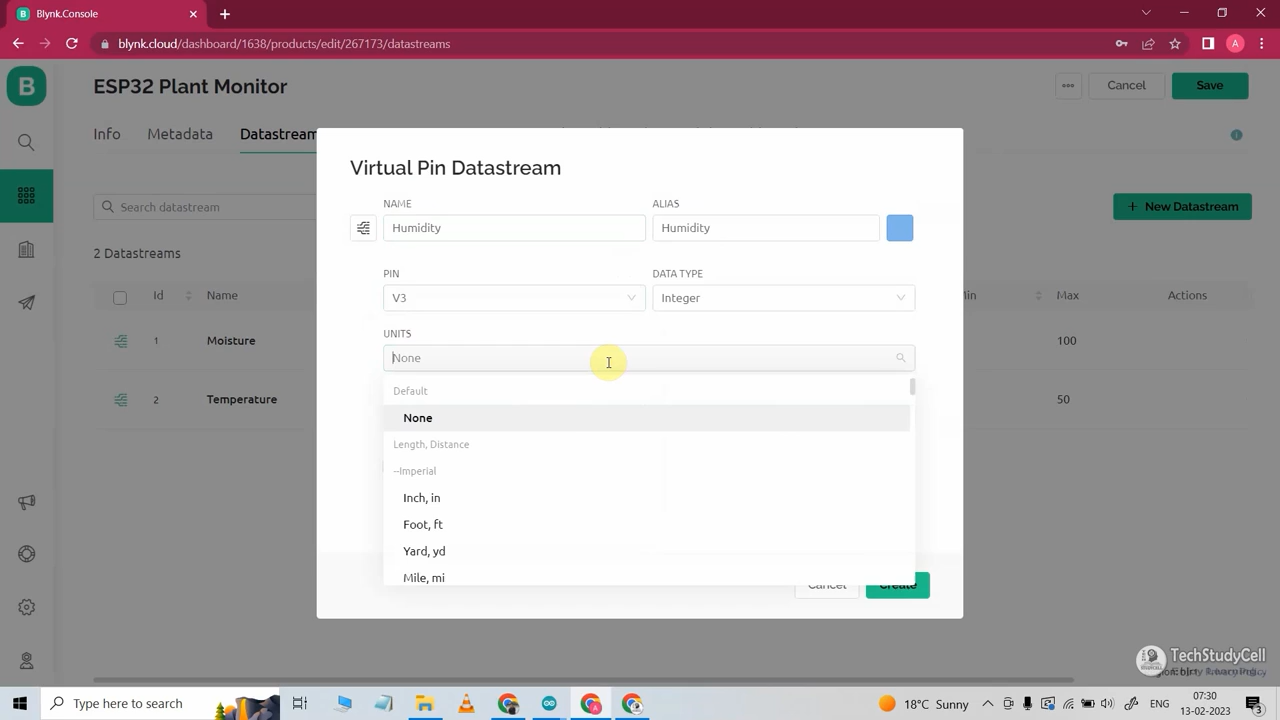 Blynk.Console
blynk.cloud/dashboard/1638/products/edit/267173/datastreams
A
B
ESP32 Plant Monitor
Cancel
Save
Info
Metadata
Datastream
Search datastream
New Datastream
2 Datastreams
Id
Name
Max
Actions
1
Moisture
100
2
Temperature
50
Virtual Pin Datastream
NAME
ALIAS
Humidity
Humidity
PIN
DATA TYPE
V3
Integer
UNITS
None
Default
None
Length, Distance
--Imperial
Inch, in
Foot, ft
Yard, yd
Mile, mi
Cancel
Create
TechStudyCell
Privacy Policy
Type here to search
18°C Sunny
ENG
07:30
13-02-2023
3